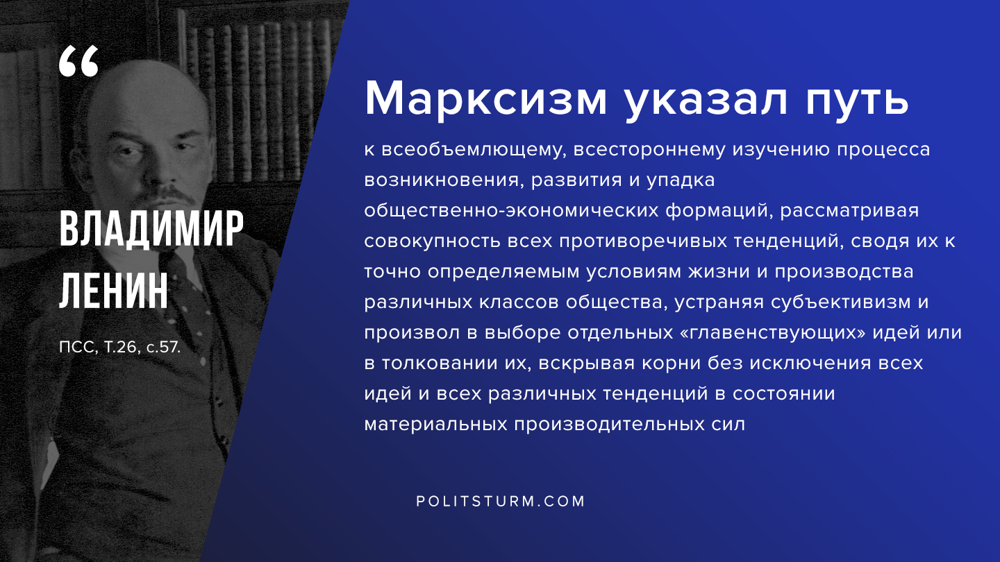 “
ВЛАДИМИР
ЛЕНИН
ПСС, Т.26, с.57.
Марксизм указал путь
к всеобъемлющему, всестороннему изучению процесса
возникновения, развития и упадка
общественно-экономических формаций, рассматривая
совокупность всех противоречивых тенденций, сводя их к
точно определяемым условиям жизни и производства
различных классов общества, устраняя субъективизм и
произвол в выборе отдельных «главенствующих» идей или
в толковании их, вскрывая корни без исключения всех
идей и всех различных тенденций в состоянии
материальных производительных сил
POLITSTURM.COM